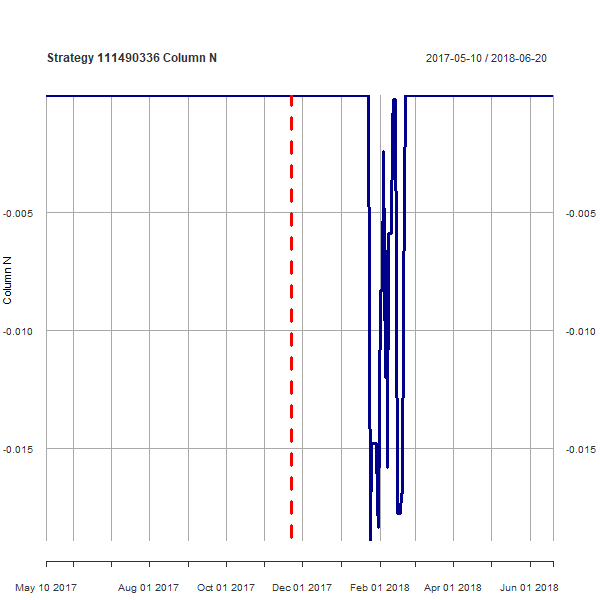 Strategy 111490336 Column N
2017-05-10 / 2018-06-20
-0.005
-0.005
Column N
-0.010
-0.010
-0.015
-0.015
May 10 2017
Aug 01 2017
Oct 01 2017
Dec 01 2017
Feb 01 2018
Apr 01 2018
Jun 01 2018